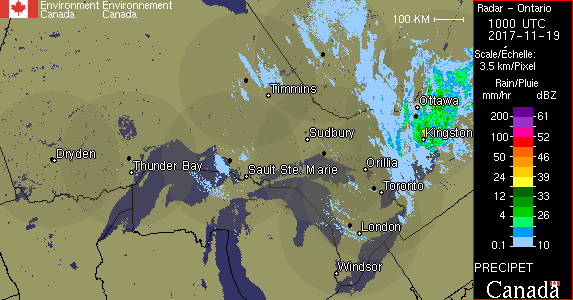 Environment Environnement
Canada Canada
100 KM
Timmins
Ottawa
Sudbury
Kingston
Dryden
Thunder Bay
Sault Ste. Marie
Orillia
Toronto
London
Windsor
Radar - Ontario
1000 UTC
2017-11-19
Scale/Échelle:
3.5 km/Pixel
Rain/Pluie
mm/hr dBZ
200 61
100 52
50 46
24 39
12 33
4 26
0.1 10
PRECIPET
Canada